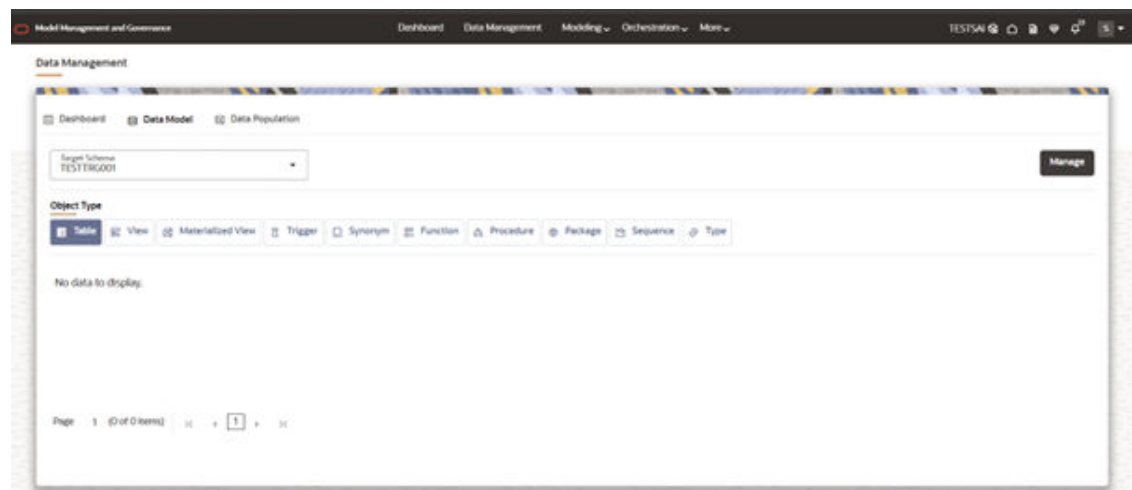 Model Management and Governance Dashboard Data Management Modeling Orchestration More TESTSAI
Data Management
Dashboard Data Model Data Population
Target Schema
TESTTRG001
Manage
Object Type
Table View Materialized View Trigger Synonym Function Procedure Package Sequence Type
No data to display.
Page 1 (0 of 0 items) 1